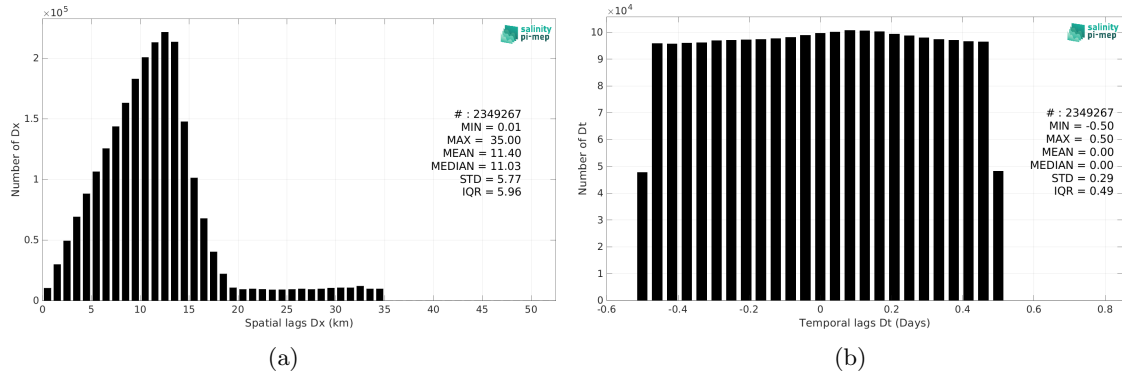 ×10^5
2
1.5
1
0.5
0
Number of Dx
0 5 10 15 20 25 30 35 40 45 50
Spatial lags Dx (km)
salinity
pi-mep
# : 2349267
MIN = 0.01
MAX = 35.00
MEAN = 11.40
MEDIAN = 11.03
STD = 5.77
IQR = 5.96
(a)
×10^4
10
9
8
7
6
5
4
3
2
1
0
Number of Dt
-0.6 -0.4 -0.2 0 0.2 0.4 0.6 0.8
Temporal lags Dt (Days)
salinity
pi-mep
# : 2349267
MIN = -0.50
MAX = 0.50
MEAN = 0.00
MEDIAN = 0.00
STD = 0.29
IQR = 0.49
(b)